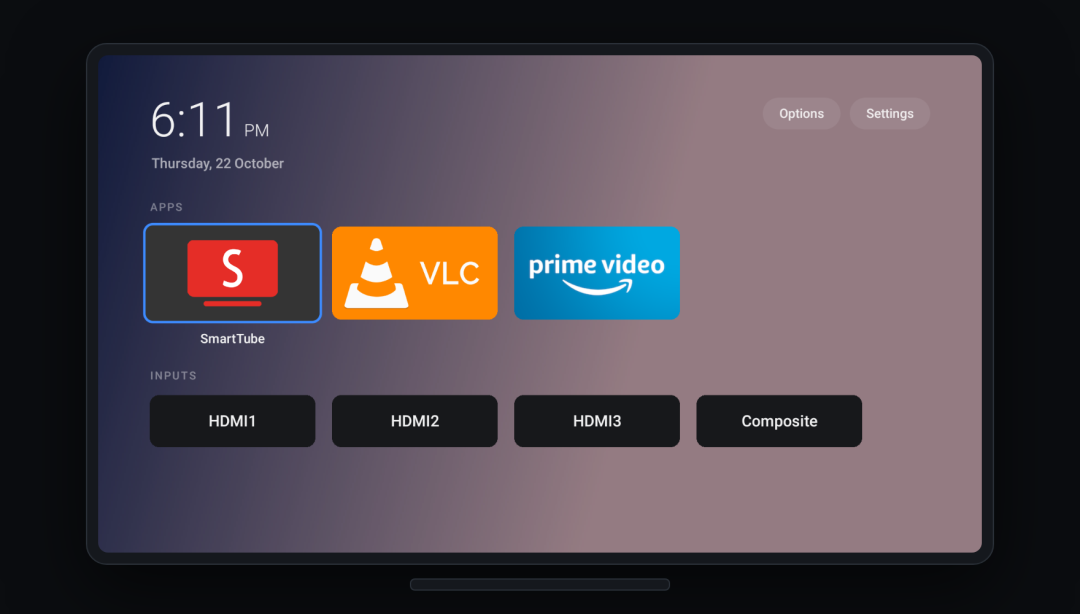 6:11 PM
Options
Settings
Thursday, 22 October
APPS
S
VLC
prime video
SmartTube
INPUTS
HDMI1
HDMI2
HDMI3
Composite